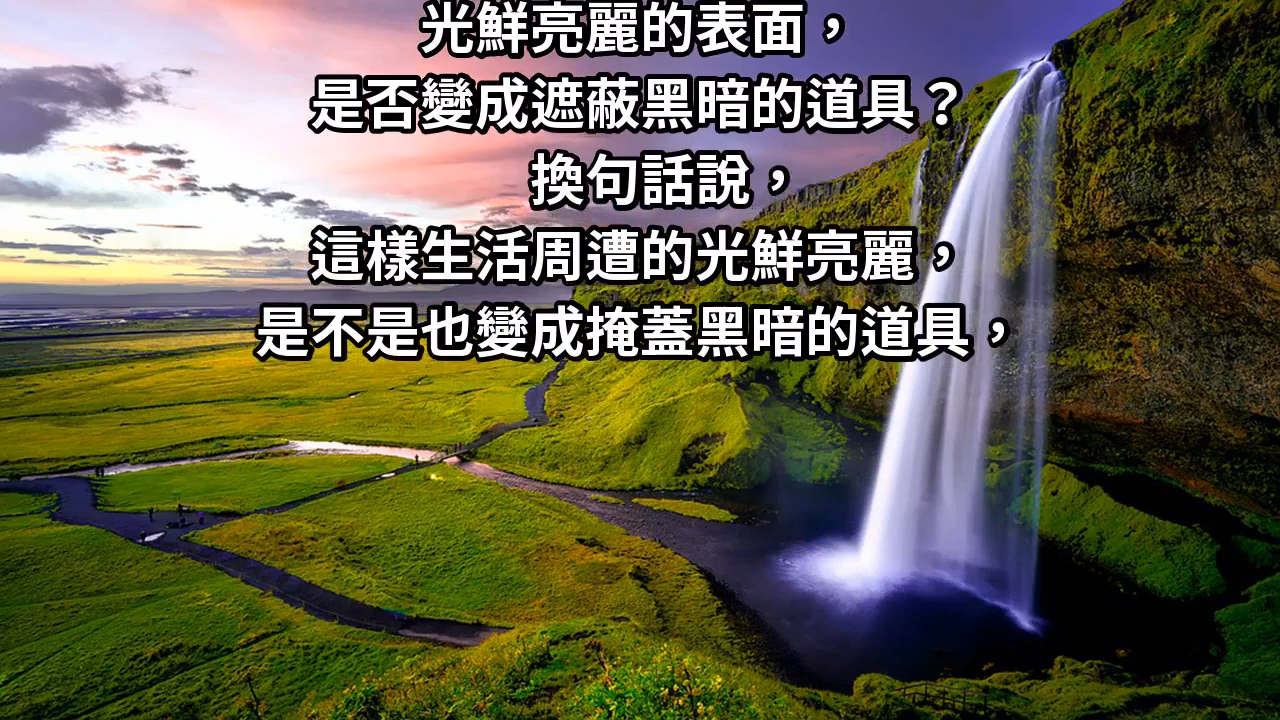 光鮮亮麗的表面，
是否變成遮蔽黑暗的道具？
換句話說，
這樣生活周遭的光鮮亮麗，
是不是也變成掩蓋黑暗的道具，